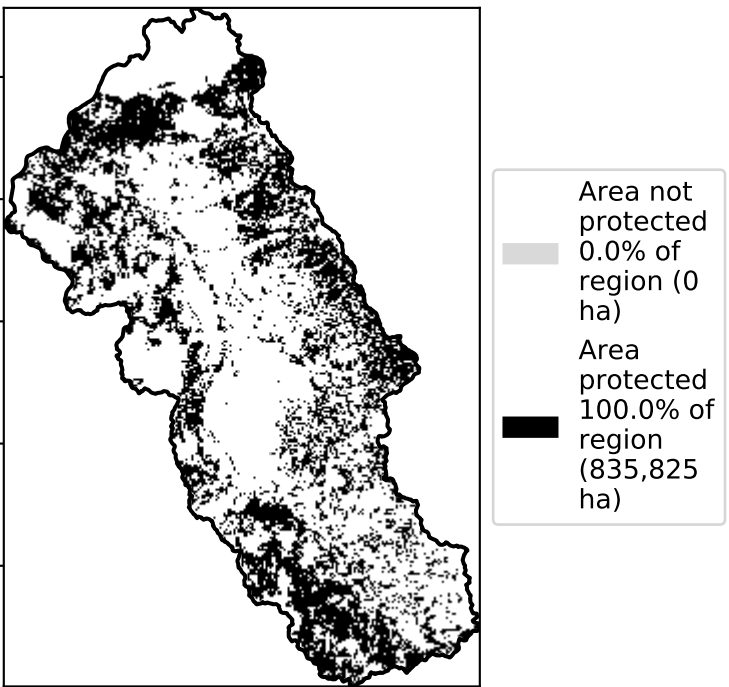 Area not
protected
0.0% of
region (0
ha)
Area
protected
100.0% of
region
(835,825
ha)